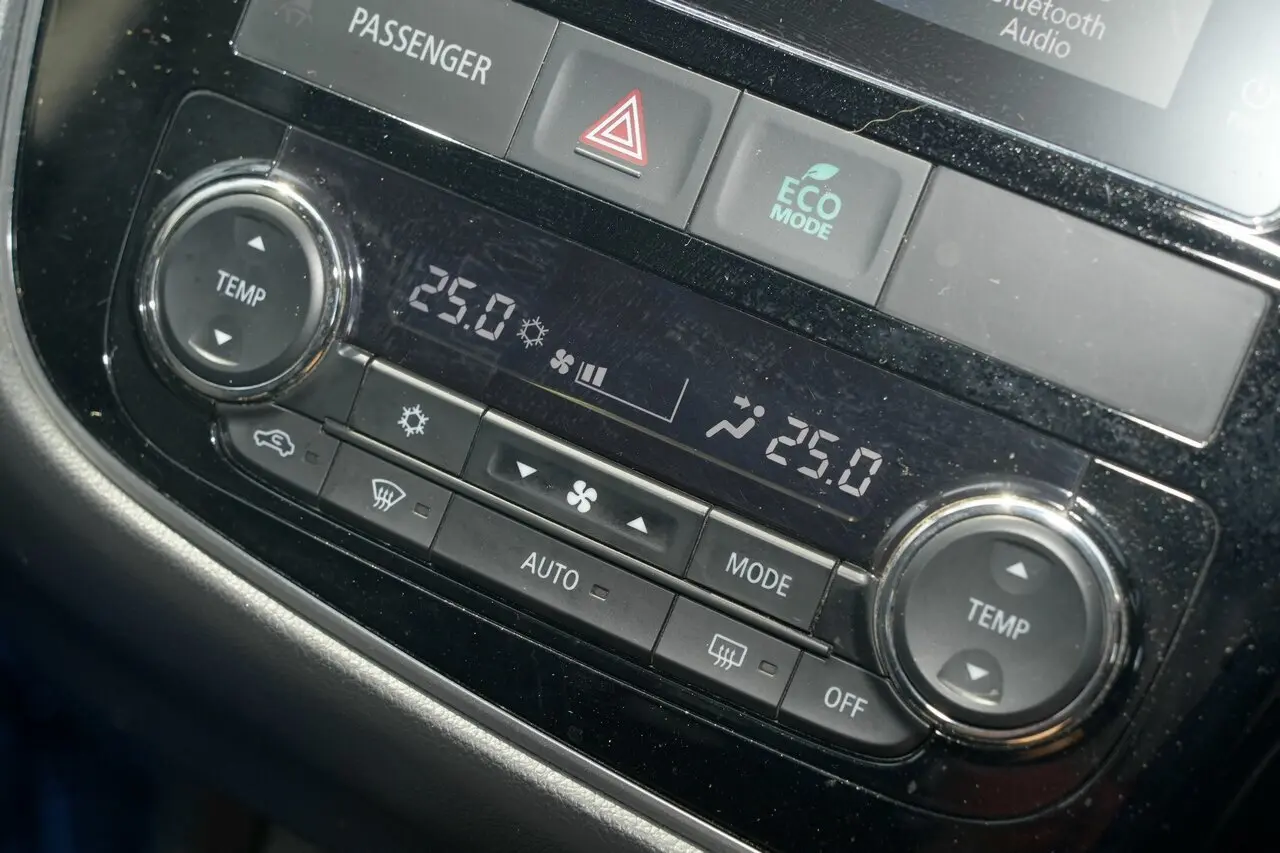 Bluetooth
Audio
PASSENGER
ECO
MODE
TEMP
25.0
25.0
AUTO
MODE
TEMP
OFF